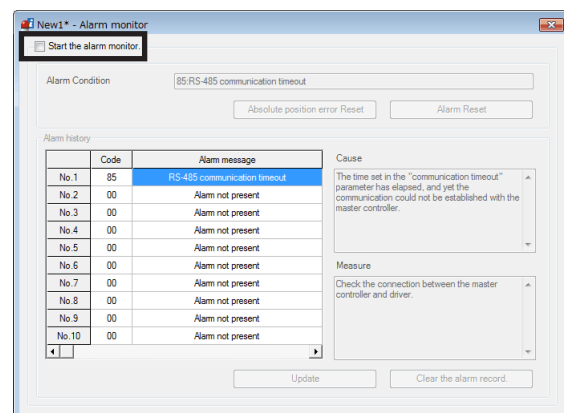 New1* - Alarm monitor
Start the alarm monitor.
Alarm Condition
85:RS-485 communication timeout
Absolute position error Reset
Alarm Reset
Alarm history
Code
Alarm message
No.1
85
RS-485 communication timeout
No.2
00
Alarm not present
No.3
00
Alarm not present
No.4
00
Alarm not present
No.5
00
Alarm not present
No.6
00
Alarm not present
No.7
00
Alarm not present
No.8
00
Alarm not present
No.9
00
Alarm not present
No.10
00
Alarm not present
Cause
The time set in the "communication timeout"
parameter has elapsed, and yet the
communication could not be established with the
master controller.
Measure
Check the connection between the master
controller and driver.
Update
Clear the alarm record.